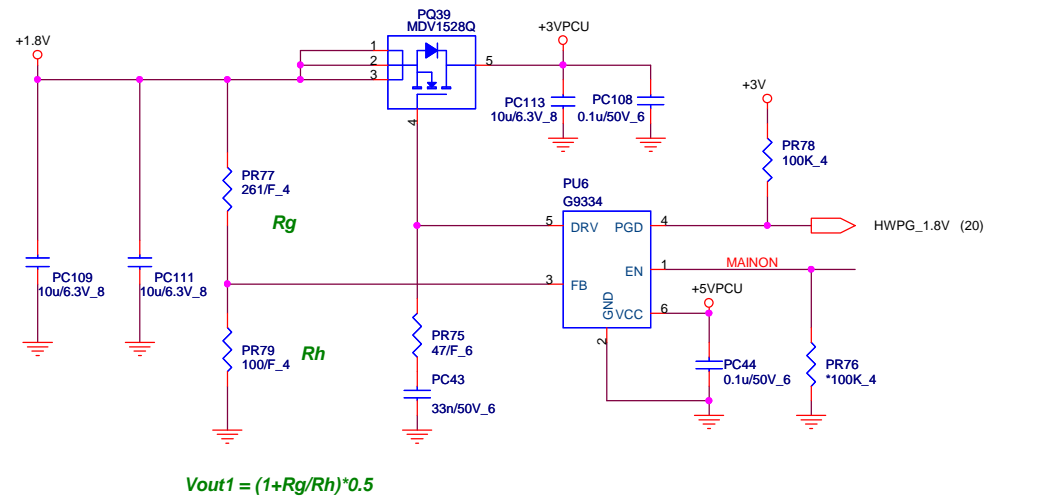 PQ39
MDV1528Q
+1.8V
+3VPCU
1
2
3
5
4
PC113
10u/6.3V_8
PC108
0.1u/50V_6
+3V
PR78
100K_4
PR77
261/F_4
Rg
PU6
G9334
5
DRV
PGD
4
HWPG_1.8V (20)
EN
1
MAINON
3
FB
GND
VCC
6
2
+5VPCU
PC109
10u/6.3V_8
PC111
10u/6.3V_8
PR79
100/F_4
Rh
PR75
47/F_6
PC43
33n/50V_6
PC44
0.1u/50V_6
PR76
*100K_4
Vout1 = (1+Rg/Rh)*0.5